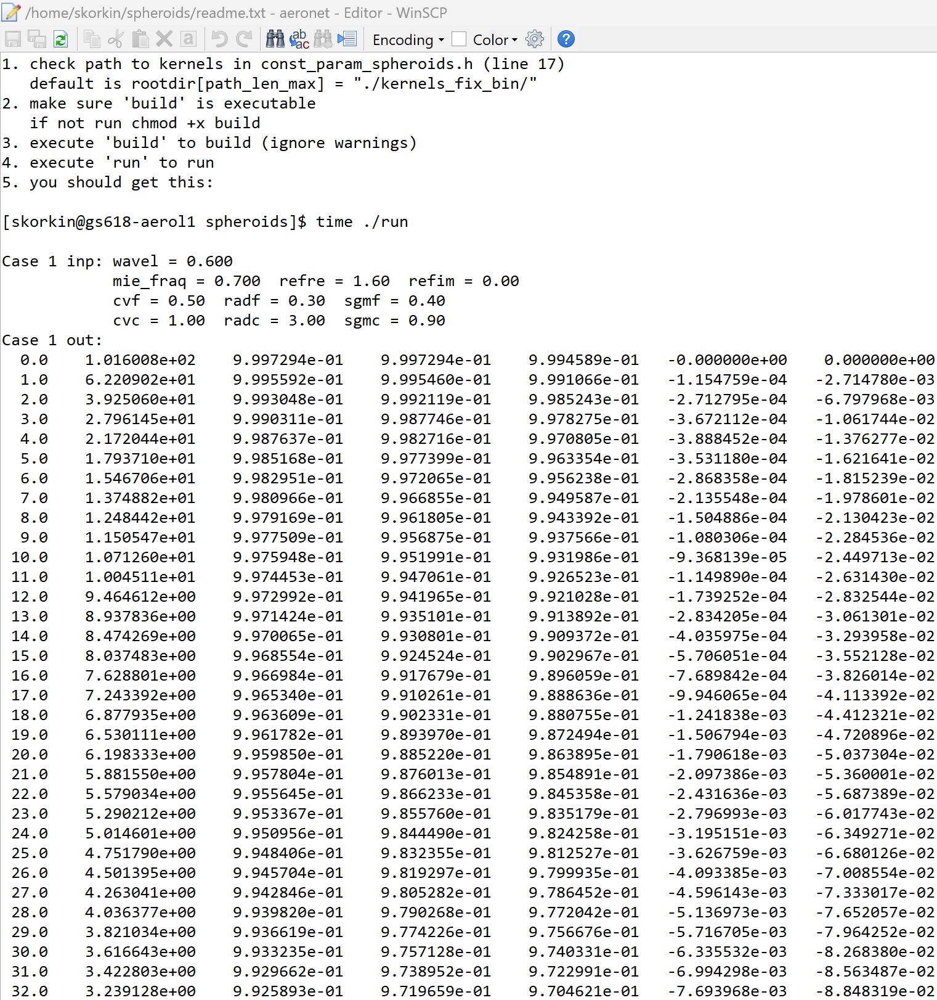 /home/skorkin/spheroids/readme.txt - aeronet - Editor - WinSCP
Encoding Color
1. check path to kernels in const_param_spheroids.h (line 17)
default is rootdir[path_len_max] = "./kernels_fix_bin/"
2. make sure 'build' is executable
if not run chmod +x build
3. execute 'build' to build (ignore warnings)
4. execute 'run' to run
5. you should get this:
[skorkin@gs618-aerol1 spheroids]$ time ./run
Case 1 inp: wavel = 0.600
mie_fraq = 0.700 refre = 1.60 refim = 0.00
cvf = 0.50 radf = 0.30 sgmf = 0.40
cvc = 1.00 radc = 3.00 sgmc = 0.90
Case 1 out:
0.0 1.016008e+02 9.997294e-01 9.997294e-01 9.994589e-01 -0.000000e+00 0.000000e+00
1.0 6.220902e+01 9.995592e-01 9.995460e-01 9.991066e-01 -1.154759e-04 -2.714780e-03
2.0 3.925060e+01 9.993048e-01 9.992119e-01 9.985243e-01 -2.712795e-04 -6.797968e-03
3.0 2.796145e+01 9.990311e-01 9.987746e-01 9.978275e-01 -3.672112e-04 -1.061744e-02
4.0 2.172044e+01 9.987637e-01 9.982716e-01 9.970805e-01 -3.888452e-04 -1.376277e-02
5.0 1.793710e+01 9.985168e-01 9.977399e-01 9.963354e-01 -3.531180e-04 -1.621641e-02
6.0 1.546706e+01 9.982951e-01 9.972065e-01 9.956238e-01 -2.868358e-04 -1.815239e-02
7.0 1.374882e+01 9.980966e-01 9.966855e-01 9.949587e-01 -2.135548e-04 -1.978601e-02
8.0 1.248442e+01 9.979169e-01 9.961805e-01 9.943392e-01 -1.504886e-04 -2.130423e-02
9.0 1.150547e+01 9.977509e-01 9.956875e-01 9.937566e-01 -1.080306e-04 -2.284536e-02
10.0 1.071260e+01 9.975948e-01 9.951991e-01 9.931986e-01 -9.368139e-05 -2.449713e-02
11.0 1.004511e+01 9.974453e-01 9.947061e-01 9.926523e-01 -1.149890e-04 -2.631430e-02
12.0 9.464612e+00 9.972992e-01 9.941965e-01 9.921028e-01 -1.739252e-04 -2.832544e-02
13.0 8.937836e+00 9.971424e-01 9.935101e-01 9.913892e-01 -2.834205e-04 -3.061301e-02
14.0 8.474269e+00 9.970065e-01 9.930801e-01 9.909372e-01 -4.035975e-04 -3.293958e-02
15.0 8.037483e+00 9.968554e-01 9.924524e-01 9.902967e-01 -5.706051e-04 -3.552128e-02
16.0 7.628801e+00 9.966984e-01 9.917679e-01 9.896059e-01 -7.689842e-04 -3.826014e-02
17.0 7.243392e+00 9.965340e-01 9.910261e-01 9.888636e-01 -9.946065e-04 -4.113392e-02
18.0 6.877935e+00 9.963609e-01 9.902331e-01 9.880755e-01 -1.241838e-03 -4.412321e-02
19.0 6.530111e+00 9.961782e-01 9.893970e-01 9.872494e-01 -1.506794e-03 -4.720896e-02
20.0 6.198333e+00 9.959850e-01 9.885220e-01 9.863895e-01 -1.790618e-03 -5.037304e-02
21.0 5.881550e+00 9.957804e-01 9.876013e-01 9.854891e-01 -2.097386e-03 -5.360001e-02
22.0 5.579034e+00 9.955645e-01 9.866233e-01 9.845358e-01 -2.431636e-03 -5.687389e-02
23.0 5.290212e+00 9.953367e-01 9.855760e-01 9.835179e-01 -2.796993e-03 -6.017743e-02
24.0 5.014601e+00 9.950956e-01 9.844490e-01 9.824258e-01 -3.195151e-03 -6.349271e-02
25.0 4.751790e+00 9.948406e-01 9.832355e-01 9.812527e-01 -3.626759e-03 -6.680126e-02
26.0 4.501395e+00 9.945704e-01 9.819297e-01 9.799935e-01 -4.093385e-03 -7.008554e-02
27.0 4.263041e+00 9.942846e-01 9.805282e-01 9.786452e-01 -4.596143e-03 -7.333017e-02
28.0 4.036377e+00 9.939820e-01 9.790268e-01 9.772042e-01 -5.136973e-03 -7.652057e-02
29.0 3.821034e+00 9.936619e-01 9.774226e-01 9.756676e-01 -5.716705e-03 -7.964252e-02
30.0 3.616643e+00 9.933235e-01 9.757128e-01 9.740331e-01 -6.335532e-03 -8.268380e-02
31.0 3.422803e+00 9.929662e-01 9.738952e-01 9.722991e-01 -6.994298e-03 -8.563487e-02
32.0 3.239128e+00 9.925893e-01 9.719659e-01 9.704621e-01 -7.693968e-03 -8.848319e-02